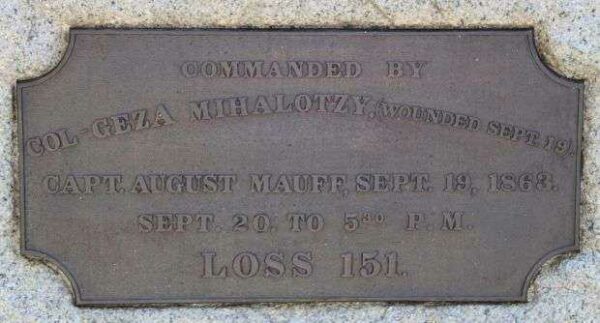 COMMANDED BY
COL. GEZA MIHALOTZY, (WOUNDED SEPT. 19).
CAPT. AUGUST MAUFF, SEPT. 19, 1863.
SEPT. 20. TO 5³⁰ P. M.
LOSS 151.